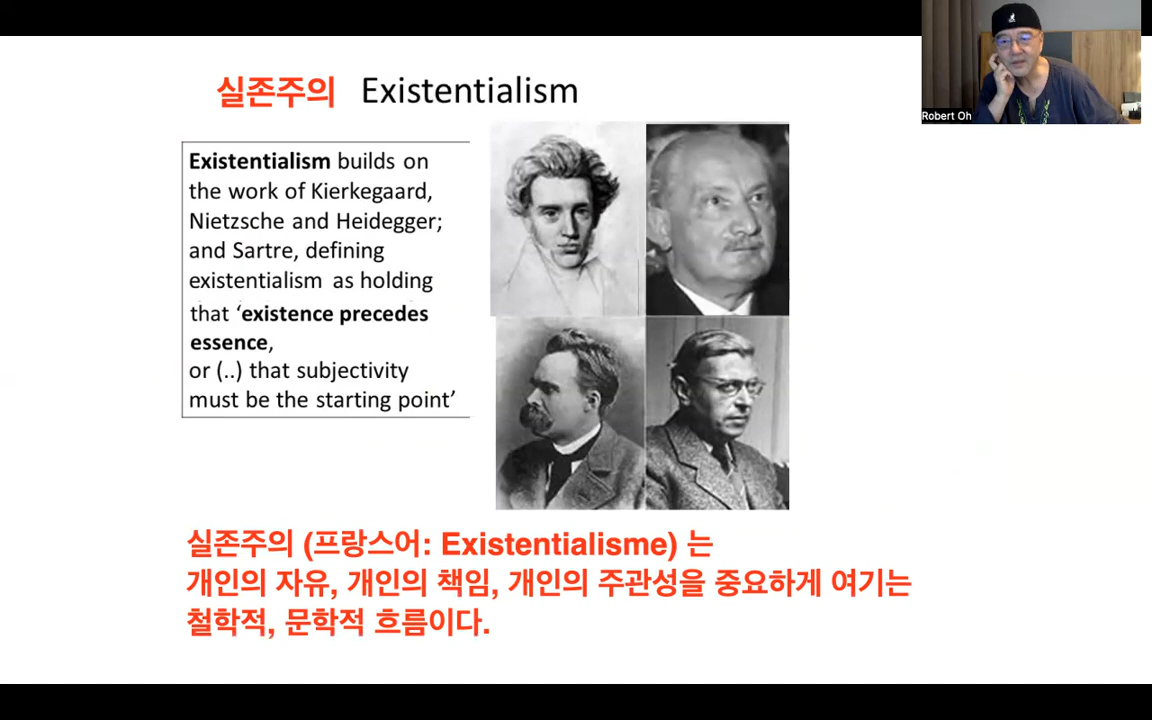 실존주의 Existentialism
Existentialism builds on
the work of Kierkegaard,
Nietzsche and Heidegger;
and Sartre, defining
existentialism as holding
that ‘existence precedes
essence,
or (..) that subjectivity
must be the starting point’
실존주의 (프랑스어: Existentialisme) 는
개인의 자유, 개인의 책임, 개인의 주관성을 중요하게 여기는
철학적, 문학적 흐름이다.
Robert Oh